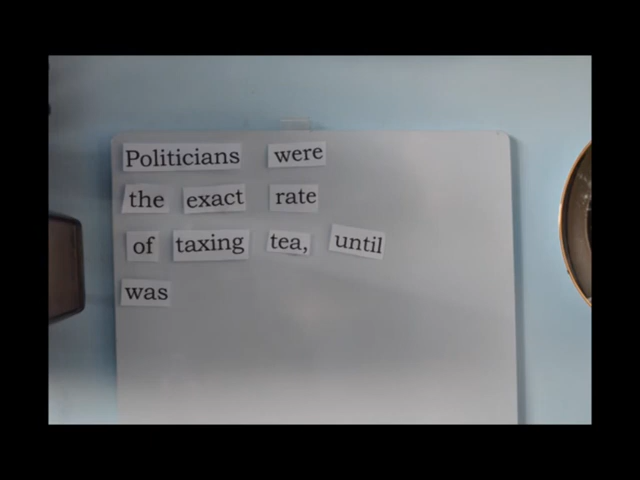 Politicians were
the exact rate
of taxing tea, until
was